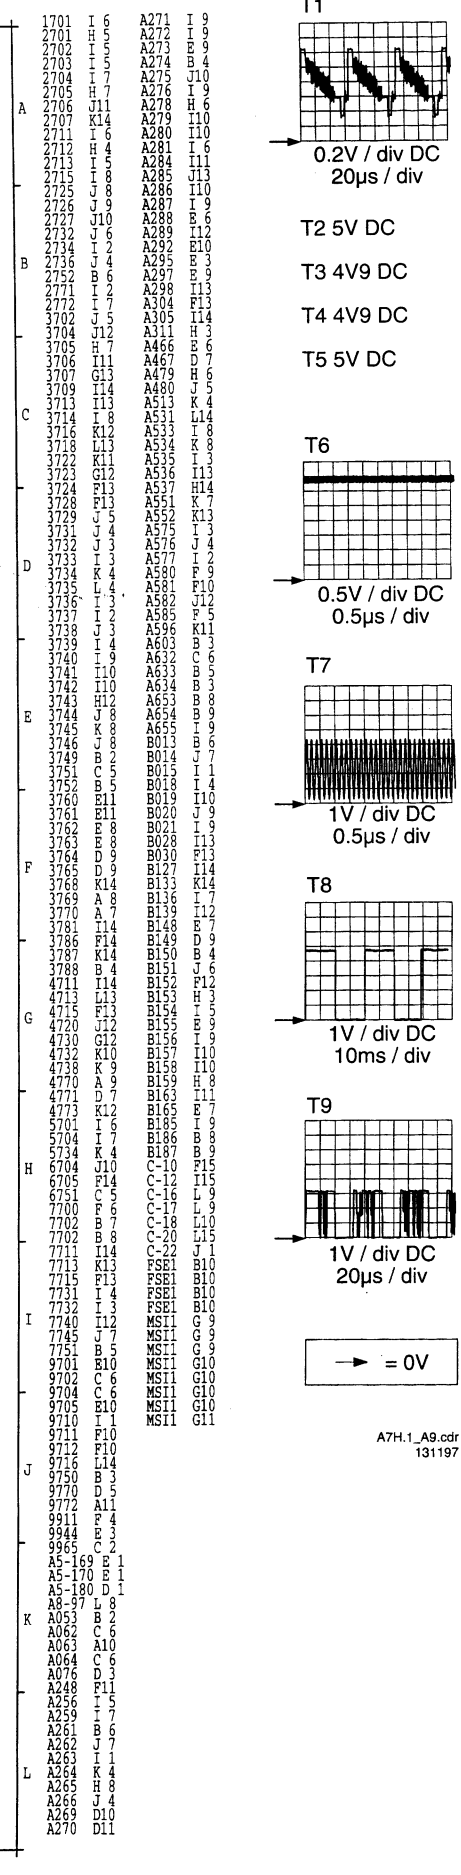 A
B
C
D
E
F
G
H
I
J
K
L
1701 I 6
2701 H 5
2702 I 5
2703 I 5
2704 I 7
2705 H 7
2706 J11
2707 K14
2711 I 6
2712 H 4
2713 I 5
2715 I 8
2725 J 8
2726 J 9
2727 J10
2732 J 6
2734 I 2
2736 J 4
2752 B 6
2771 I 2
2772 I 7
3702 J 5
3704 J12
3705 H 7
3706 I11
3707 G13
3709 I14
3713 I13
3714 I 8
3716 K12
3718 L13
3722 K11
3723 G12
3724 F13
3728 F13
3729 J 5
3731 J 4
3732 J 3
3733 I 3
3734 K 4
3735 L 4
3736 I 3
3737 I 2
3738 J 3
3739 I 4
3740 I 9
3741 I10
3742 I10
3743 H12
3744 J 8
3745 K 8
3746 J 8
3749 B 2
3751 C 5
3752 B 5
3760 E11
3761 E11
3762 E 8
3763 E 8
3764 D 9
3765 D 9
3768 K14
3769 A 8
3770 A 7
3781 I14
3786 F14
3787 K14
3788 B 4
4711 I14
4713 L13
4715 F13
4720 J12
4730 G12
4732 K10
4738 K 9
4770 A 9
4771 D 7
4773 K12
5701 I 6
5704 I 7
5734 K 4
6704 J10
6705 F14
6751 C 5
7700 F 6
7702 B 7
7702 B 8
7711 I14
7713 K13
7715 F13
7731 I 4
7732 I 3
7740 I12
7745 J 7
7751 B 5
9701 E10
9702 C 6
9704 C 6
9705 E10
9710 I 1
9711 F10
9712 F10
9716 L14
9750 B 3
9770 D 5
9772 A11
9911 F 4
9944 E 3
9965 C 2
A5-169 E 1
A5-170 E 1
A5-180 D 1
A8-97 L 8
A053 B 2
A062 C 6
A063 A10
A064 C 6
A076 D 3
A248 F11
A256 I 5
A259 I 7
A261 B 6
A262 J 7
A263 I 1
A264 K 4
A265 H 8
A266 J 4
A269 D10
A270 D11
A271 I 9
A272 I 9
A273 E 9
A274 B 4
A275 J10
A276 I 9
A278 H 6
A279 I10
A280 I10
A281 I 6
A284 I11
A285 J13
A286 I10
A287 I 9
A288 E 6
A289 I12
A292 E10
A295 E 3
A297 E 9
A298 I13
A304 F13
A305 I14
A311 H 3
A466 E 6
A467 D 7
A479 H 6
A480 J 5
A513 K 4
A531 L14
A533 I 8
A534 K 8
A535 I 3
A536 I13
A537 H14
A551 K 7
A552 K13
A575 I 3
A576 J 4
A577 I 2
A580 F 9
A581 F10
A582 J12
A585 F 5
A596 K11
A603 B 3
A632 C 6
A633 B 5
A634 B 3
A653 B 8
A654 B 9
A655 I 9
B013 B 6
B014 J 7
B015 I 1
B018 I 4
B019 I10
B020 J 9
B021 I 9
B028 I13
B030 F13
B127 I14
B133 K14
B136 I 7
B139 I12
B148 E 7
B149 D 9
B150 B 4
B151 J 6
B152 F12
B153 H 3
B154 I 5
B155 E 9
B156 I 9
B157 I10
B158 I10
B159 H 8
B163 I11
B165 E 7
B185 I 9
B186 B 8
B187 B 9
C-10 F15
C-12 I15
C-16 L 9
C-17 L 9
C-18 L10
C-20 L15
C-22 J 1
FSE1 B10
FSE1 B10
FSE1 B10
FSE1 B10
MSI1 G 9
MSI1 G 9
MSI1 G 9
MSI1 G10
MSI1 G10
MSI1 G10
MSI1 G10
MSI1 G11
T1
0.2V / div DC
20µs / div
T2 5V DC
T3 4V9 DC
T4 4V9 DC
T5 5V DC
T6
0.5V / div DC
0.5µs / div
T7
1V / div DC
0.5µs / div
T8
1V / div DC
10ms / div
T9
1V / div DC
20µs / div
= 0V
A7H.1_A9.cdr
131197